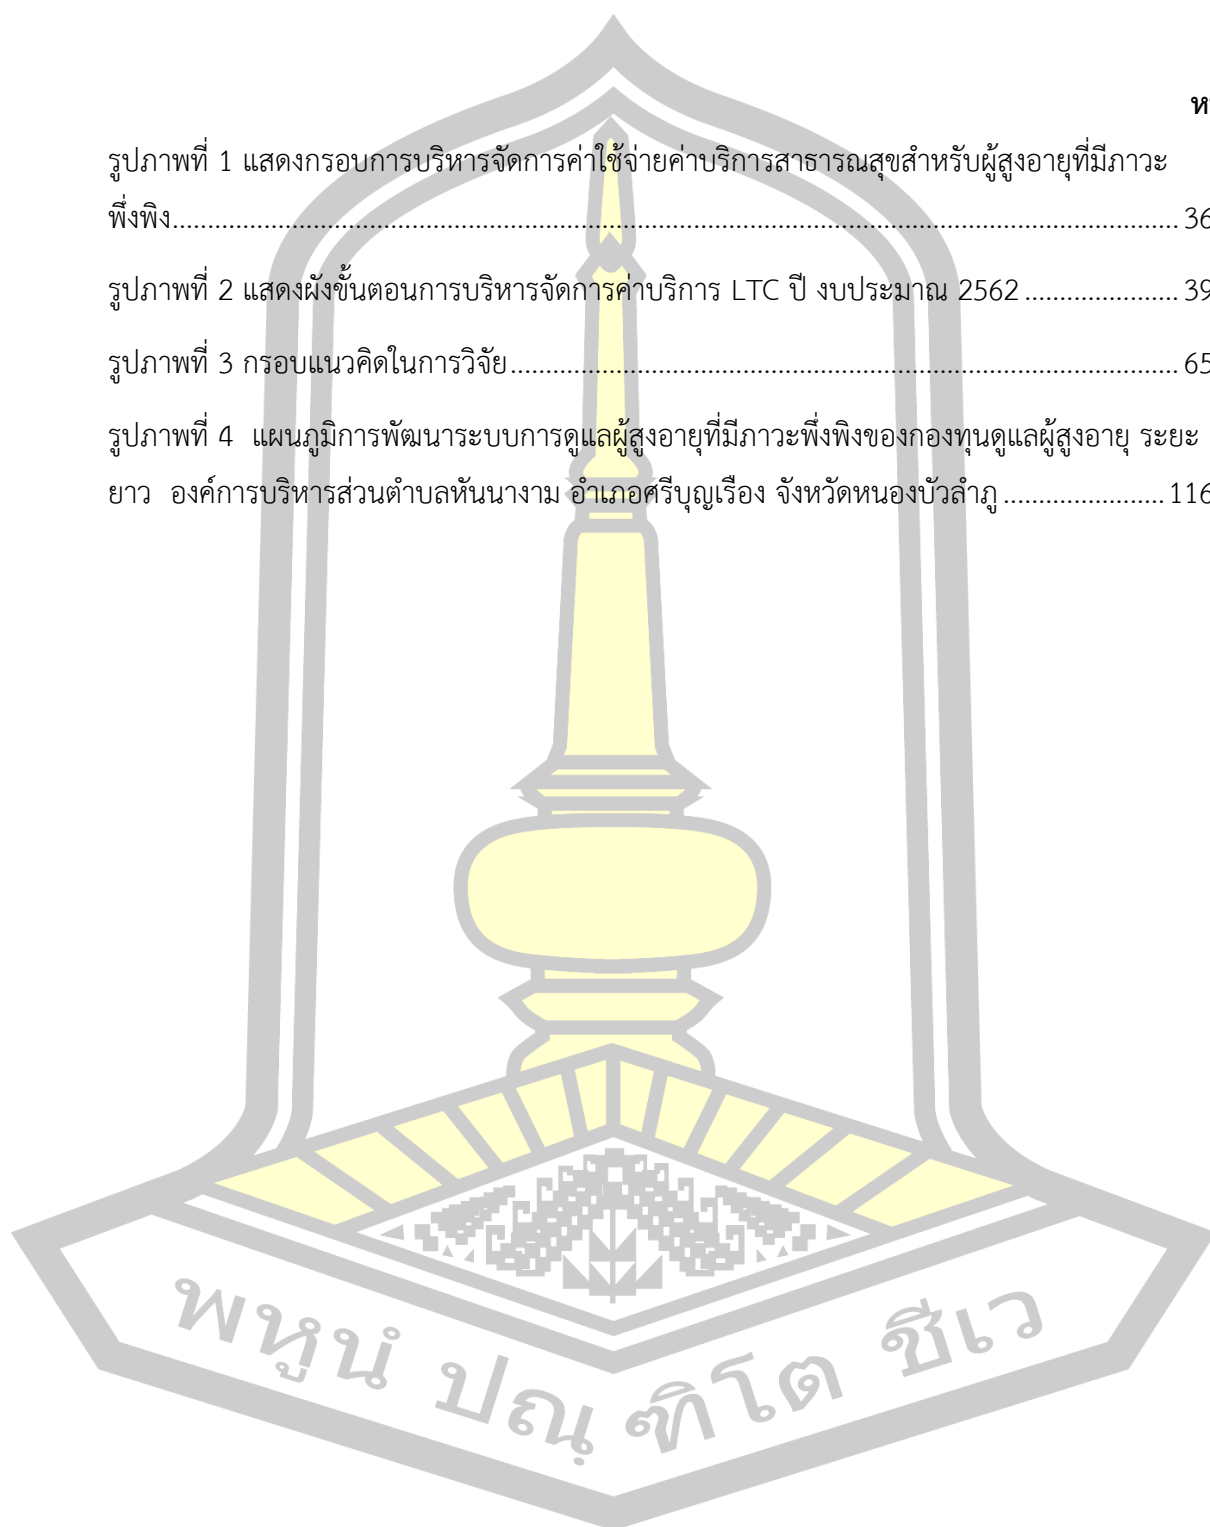 ห
รูปภาพที่ 1 แสดงกรอบการบริหารจัดการค่าใช้จ่ายค่าบริการสาธารณสุขสำหรับผู้สูงอายุที่มีภาวะ
พึ่งพิง.......................................................................................................................................... 36
รูปภาพที่ 2 แสดงผังขั้นตอนการบริหารจัดการค่าบริการ LTC ปี งบประมาณ 2562 ..................... 39
รูปภาพที่ 3 กรอบแนวคิดในการวิจัย............................................................................................ 65
รูปภาพที่ 4 แผนภูมิการพัฒนาระบบการดูแลผู้สูงอายุที่มีภาวะพึ่งพิงของกองทุนดูแลผู้สูงอายุ ระยะ
ยาว องค์การบริหารส่วนตำบลหันนางาม อำเภอศรีบุญเรือง จังหวัดหนองบัวลำภู ...................... 116
พหูนํ ปณฺฑิโต ชีเว